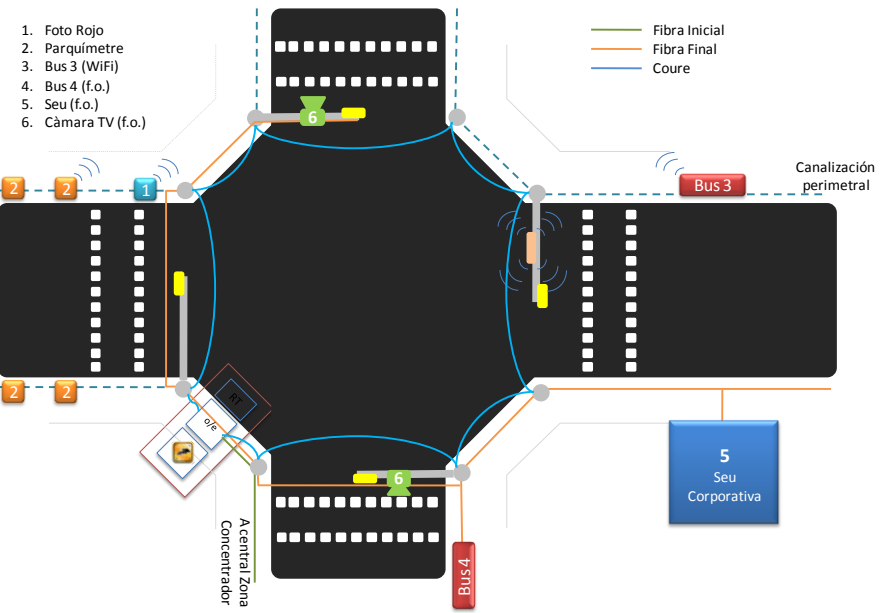 1. Foto Rojo
2. Parquímetre
3. Bus 3 (WiFi)
4. Bus 4 (f.o.)
5. Seu (f.o.)
6. Càmara TV (f.o.)
Fibra Inicial
Fibra Final
Coure
6
2
2
1
Bus 3
Canalización
perimetral
2
2
RT
o/e
6
5
Seu
Corporativa
A central Zona
Concentrador
Bus 4